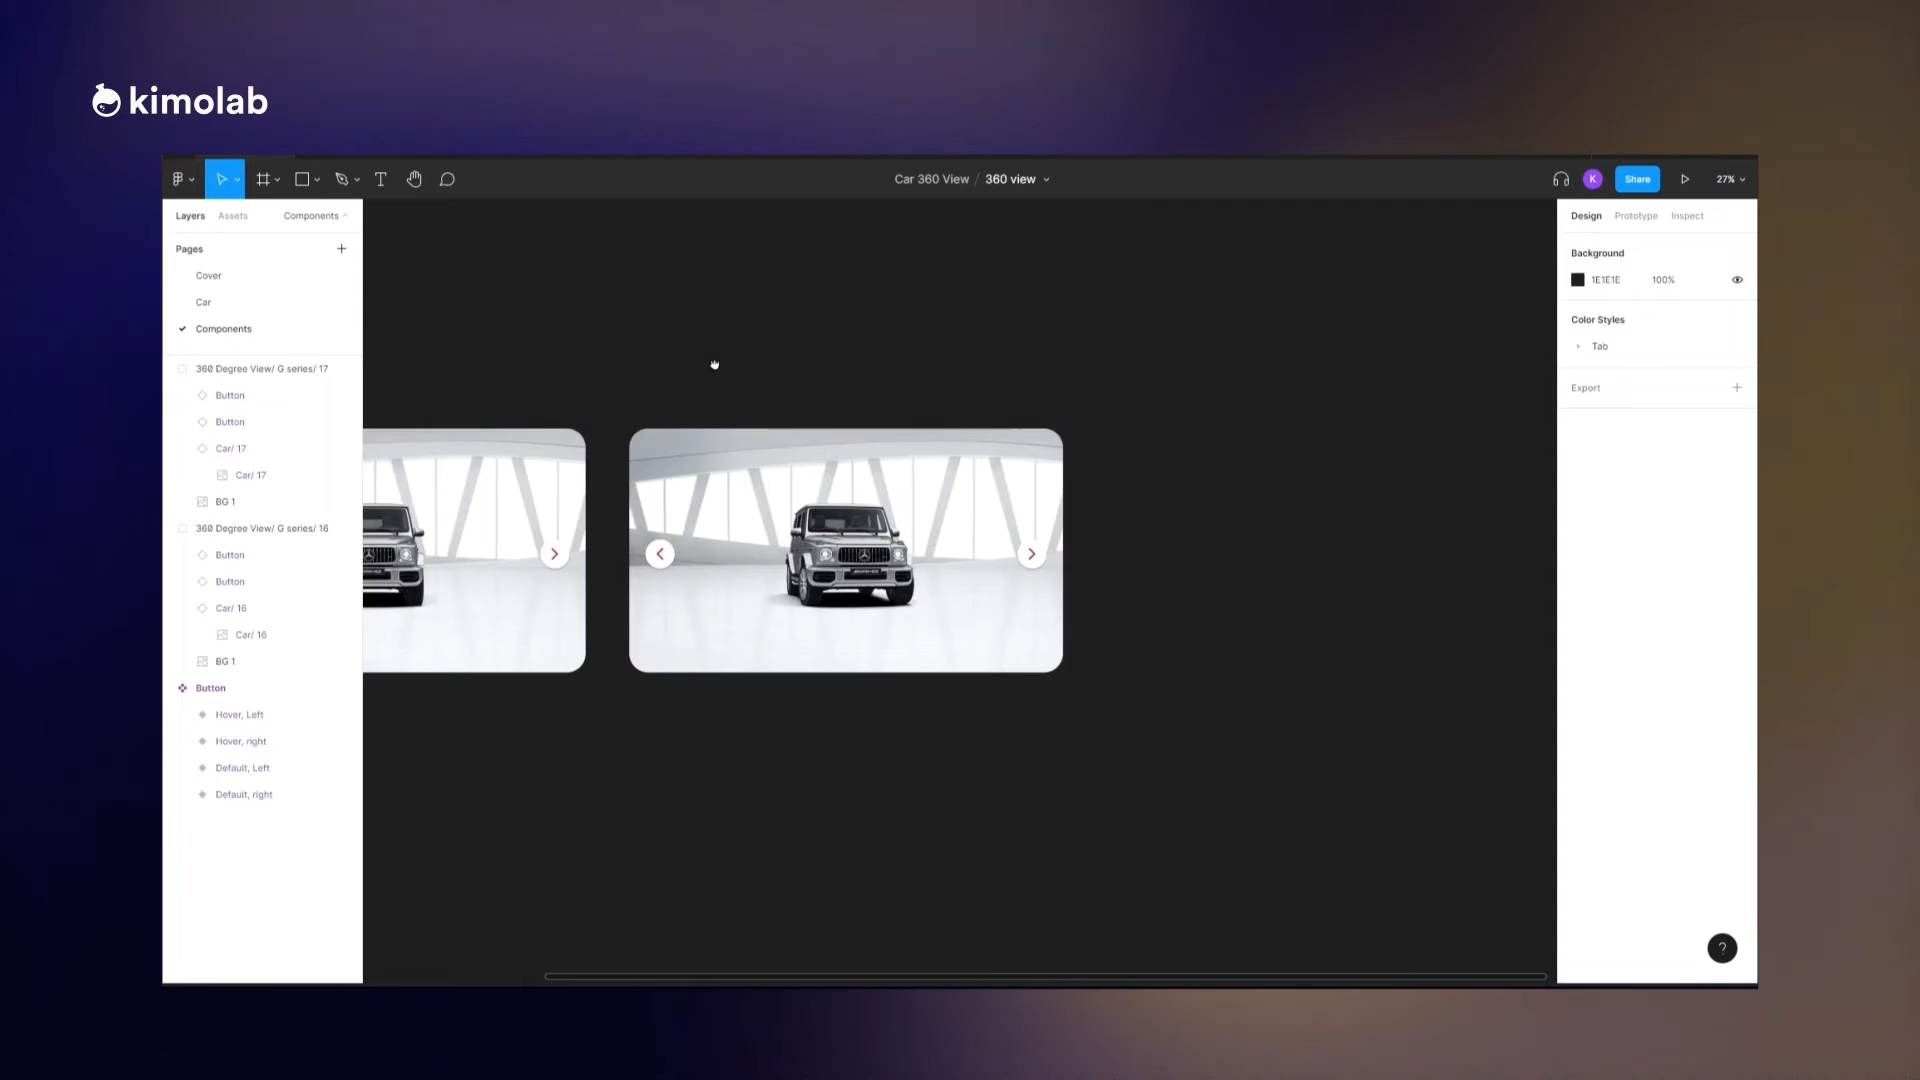 kimolab
Car 360 View / 360 view
K
Share
27%
Layers Assets Components
Pages
Cover
Car
Components
360 Degree View/ G series/ 17
Button
Button
Car/ 17
Car/ 17
BG 1
360 Degree View/ G series/ 16
Button
Button
Car/ 16
Car/ 16
BG 1
Button
Hover, Left
Hover, right
Default, Left
Default, right
Design Prototype Inspect
Background
1E1E1E 100%
Color Styles
Tab
Export
?